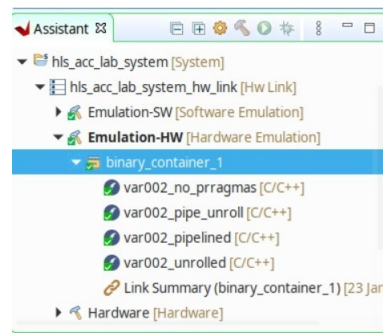 Assistant
hls_acc_lab_system [System]
hls_acc_lab_system_hw_link [Hw Link]
Emulation-SW [Software Emulation]
Emulation-HW [Hardware Emulation]
binary_container_1
var002_no_prragmas [C/C++]
var002_pipe_unroll [C/C++]
var002_pipelined [C/C++]
var002_unrolled [C/C++]
Link Summary (binary_container_1) [23 Jar
Hardware [Hardware]